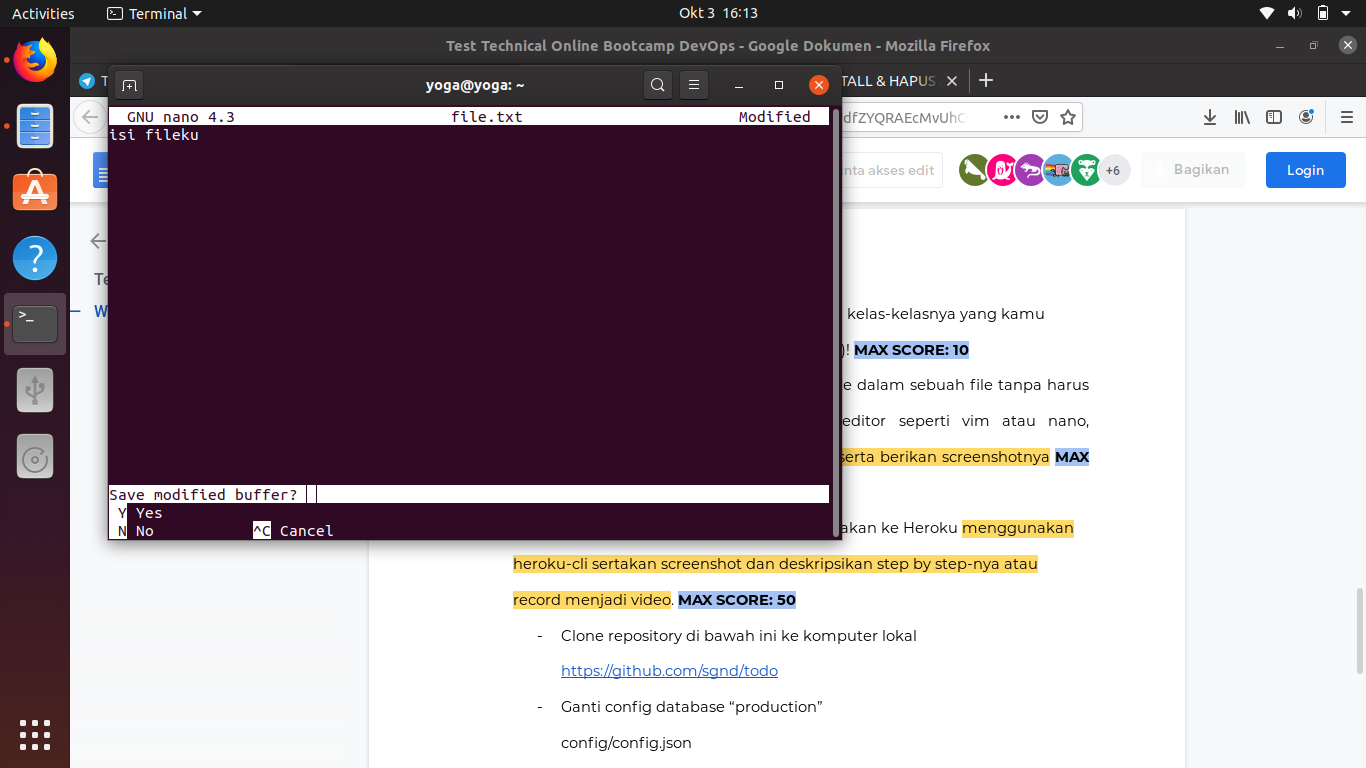 Activities Terminal Okt 3 16:13
Test Technical Online Bootcamp DevOps - Google Dokumen - Mozilla Firefox
T TALL & HAPUS
yoga@yoga: ~
dfZYQRAEcMvUhC
GNU nano 4.3 file.txt Modified
isi fileku
inta akses edit +6 Bagikan Login
Te
W
kelas-kelasnya yang kamu
)! MAX SCORE: 10
e dalam sebuah file tanpa harus
editor seperti vim atau nano,
serta berikan screenshotnya MAX
Save modified buffer?
Y Yes
N No ^C Cancel
akan ke Heroku menggunakan
heroku-cli sertakan screenshot dan deskripsikan step by step-nya atau
record menjadi video. MAX SCORE: 50
- Clone repository di bawah ini ke komputer lokal
https://github.com/sgnd/todo
- Ganti config database “production”
config/config.json